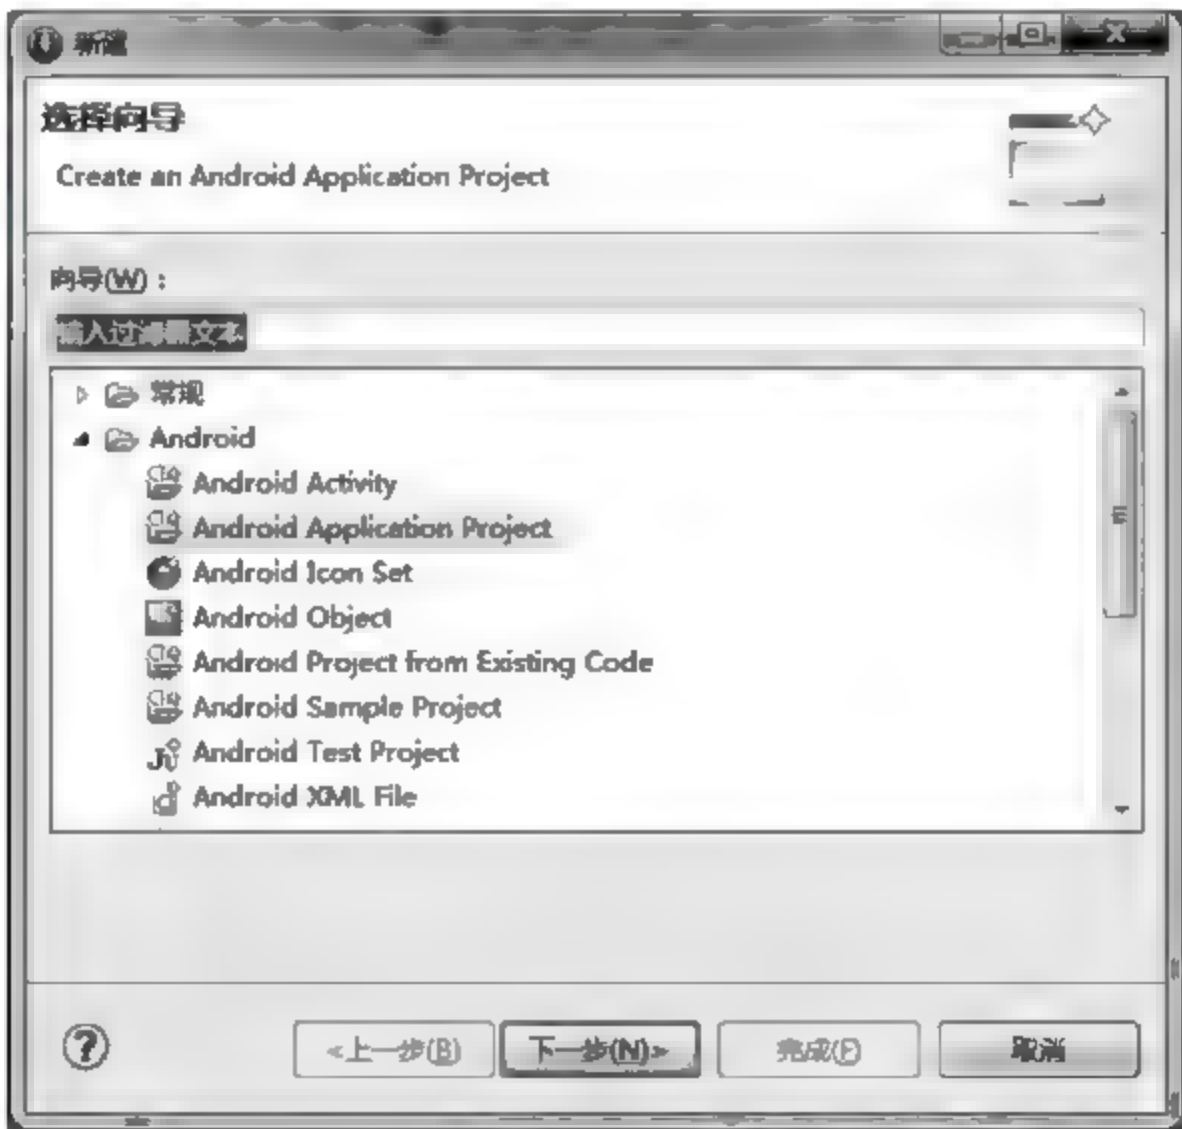 新建
选择向导
Create an Android Application Project
向导(W)：
输入过滤器文本
常规
Android
Android Activity
Android Application Project
Android Icon Set
Android Object
Android Project from Existing Code
Android Sample Project
Android Test Project
Android XML File
<上一步(B) 下一步(N)> 完成(F) 取消